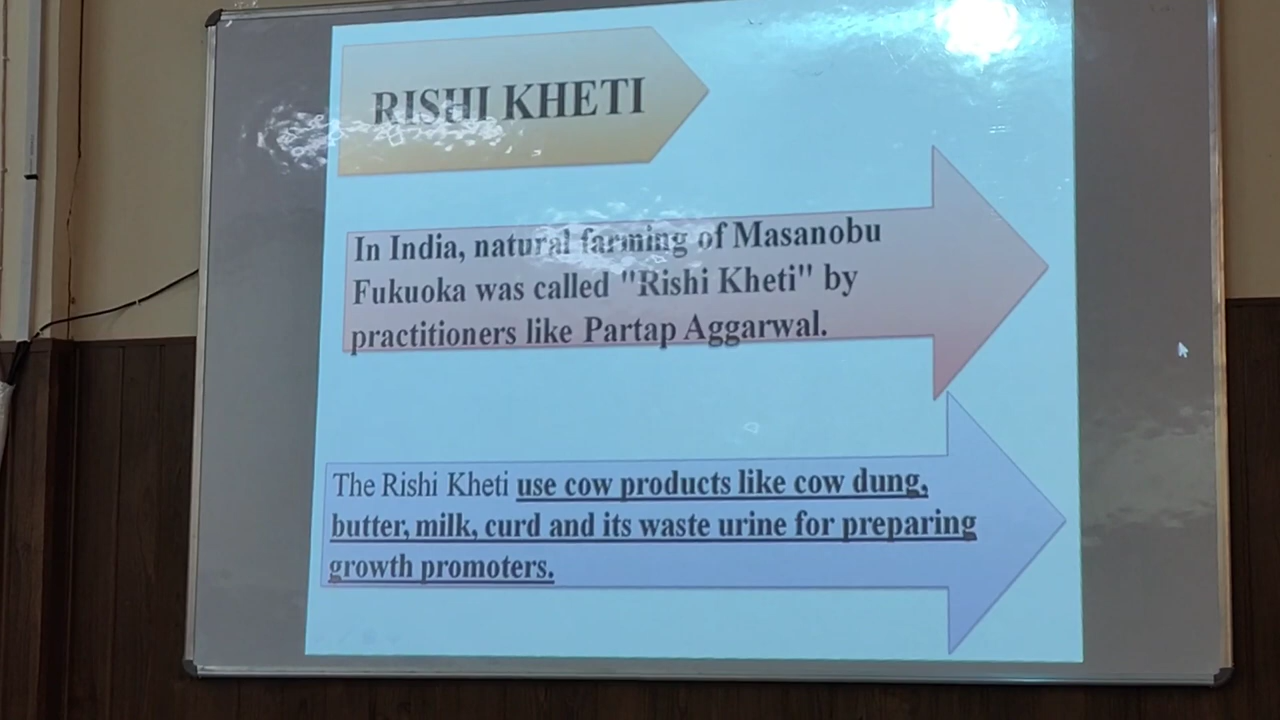 RISHI KHETI
In India, natural farming of Masanobu
Fukuoka was called "Rishi Kheti" by
practitioners like Partap Aggarwal.
The Rishi Kheti use cow products like cow dung,
butter, milk, curd and its waste urine for preparing
growth promoters.